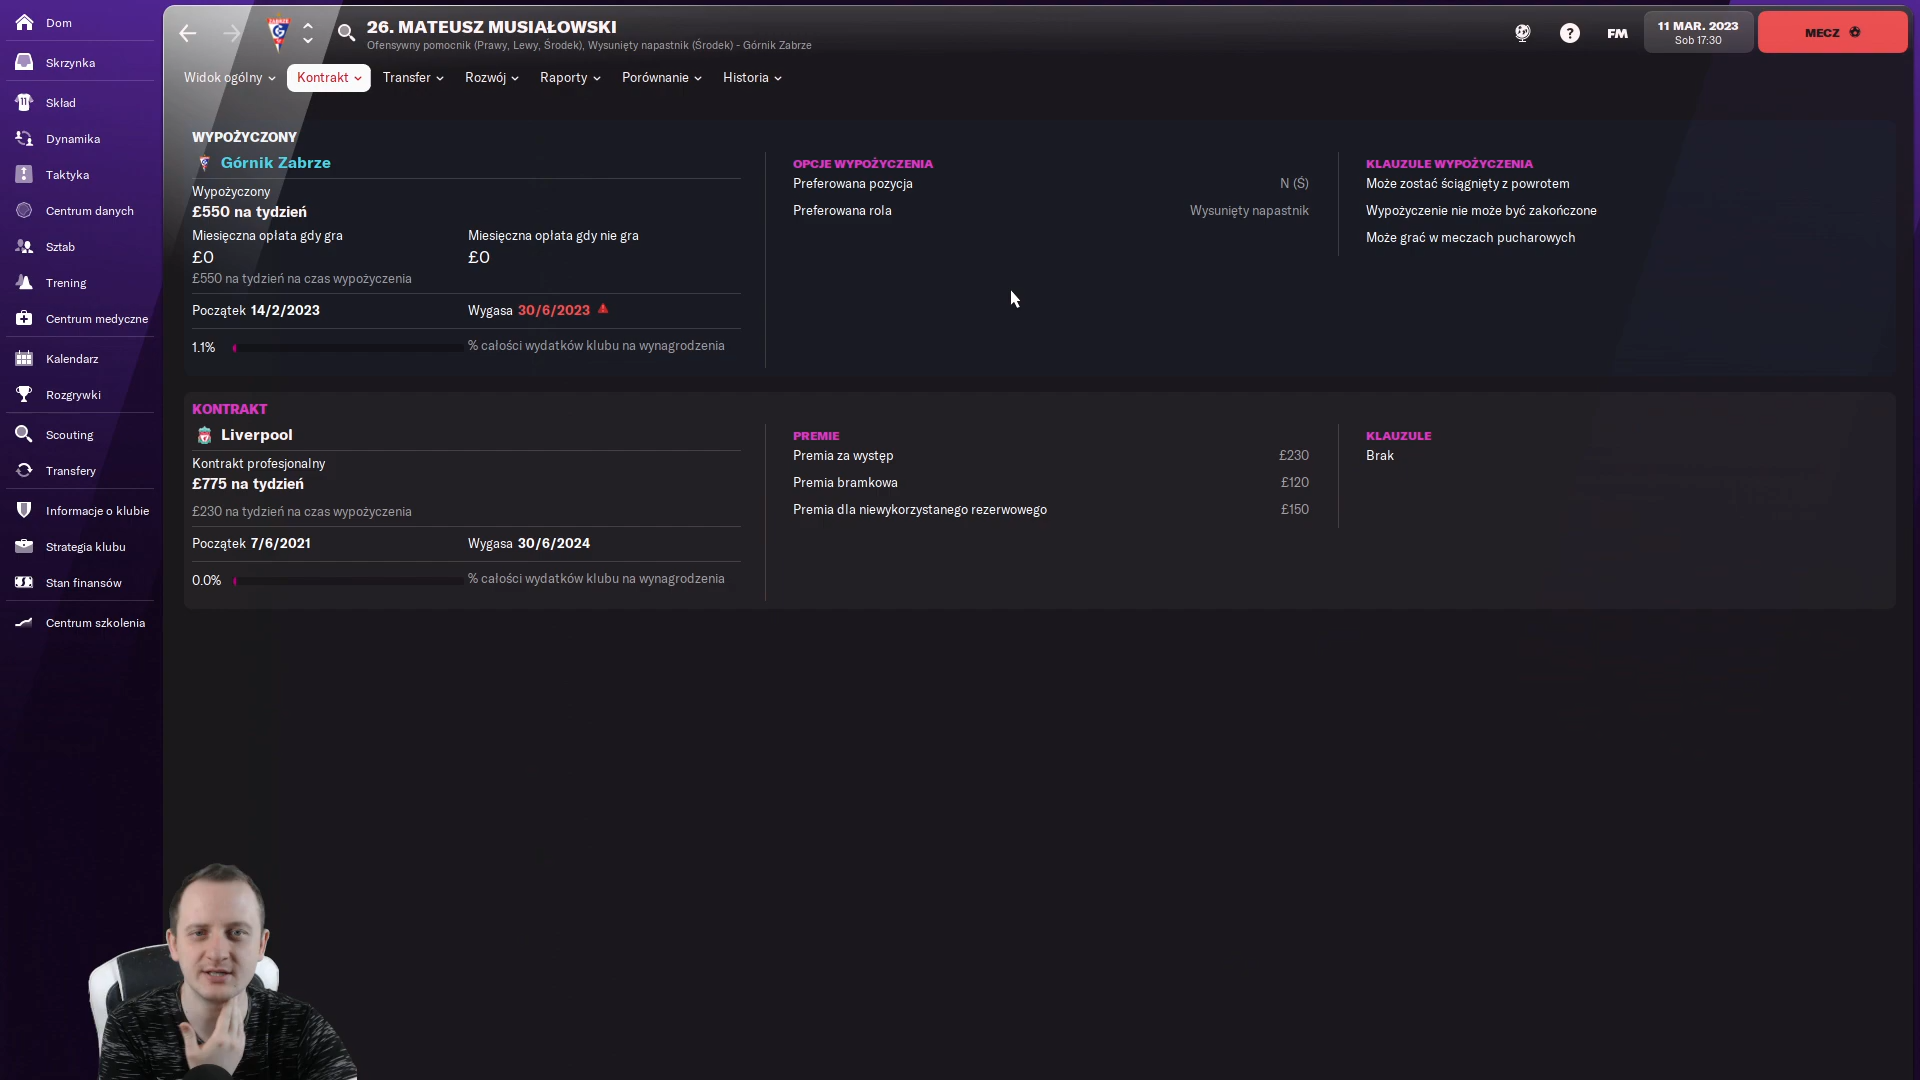 Dom
Skrzynka
Skład
Dynamika
Taktyka
Centrum danych
Sztab
Trening
Centrum medyczne
Kalendarz
Rozgrywki
Scouting
Transfery
Informacje o klubie
Strategia klubu
Stan finansów
Centrum szkolenia
26. MATEUSZ MUSIAŁOWSKI
Ofensywny pomocnik (Prawy, Lewy, Środek), Wysunięty napastnik (Środek) - Górnik Zabrze
?
FM
11 MAR. 2023
Sob 17:30
MECZ
Widok ogólny
Kontrakt
Transfer
Rozwój
Raporty
Porównanie
Historia
WYPOŻYCZONY
Górnik Zabrze
Wypożyczony
£550 na tydzień
Miesięczna opłata gdy gra
Miesięczna opłata gdy nie gra
£0
£0
£550 na tydzień na czas wypożyczenia
Początek 14/2/2023
Wygasa 30/6/2023
1.1%
% całości wydatków klubu na wynagrodzenia
OPCJE WYPOŻYCZENIA
Preferowana pozycja
N (Ś)
Preferowana rola
Wysunięty napastnik
KLAUZULE WYPOŻYCZENIA
Może zostać ściągnięty z powrotem
Wypożyczenie nie może być zakończone
Może grać w meczach pucharowych
KONTRAKT
Liverpool
Kontrakt profesjonalny
£775 na tydzień
£230 na tydzień na czas wypożyczenia
Początek 7/6/2021
Wygasa 30/6/2024
0.0%
% całości wydatków klubu na wynagrodzenia
PREMIE
Premia za występ
£230
Premia bramkowa
£120
Premia dla niewykorzystanego rezerwowego
£150
KLAUZULE
Brak